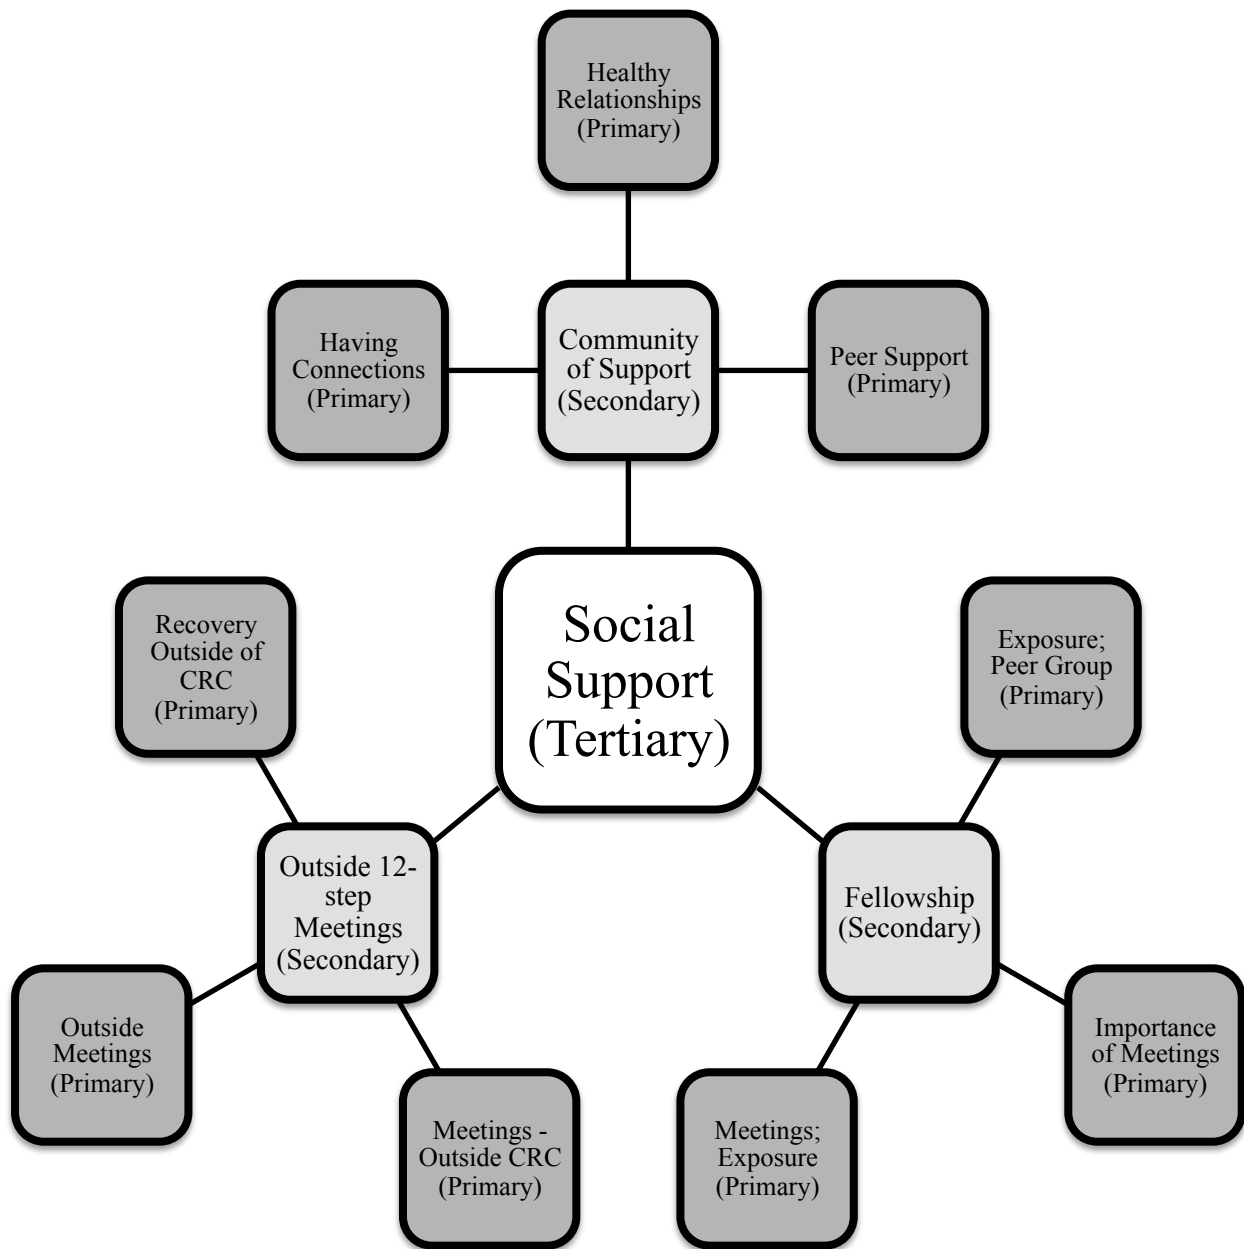 Healthy
Relationships
(Primary)
Having
Connections
(Primary)
Community
of Support
(Secondary)
Peer Support
(Primary)
Social
Support
(Tertiary)
Recovery
Outside of
CRC
(Primary)
Exposure;
Peer Group
(Primary)
Outside 12-
step
Meetings
(Secondary)
Fellowship
(Secondary)
Outside
Meetings
(Primary)
Importance
of Meetings
(Primary)
Meetings -
Outside CRC
(Primary)
Meetings;
Exposure
(Primary)